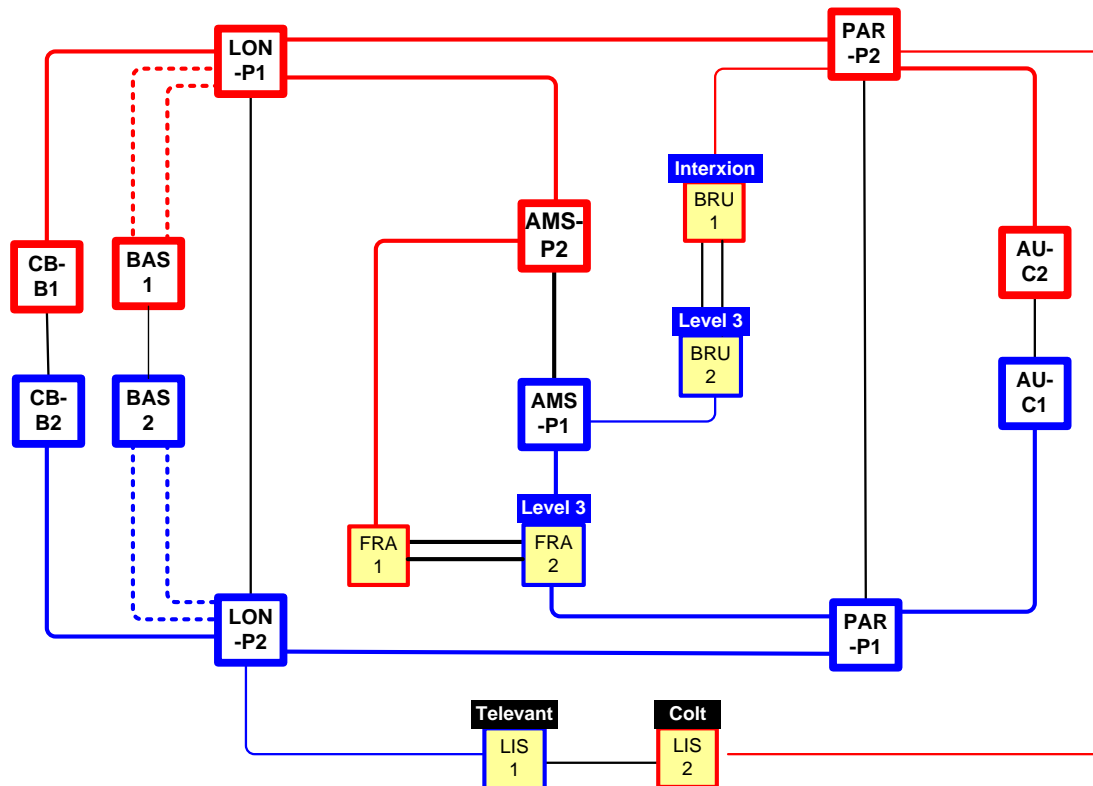 LON
-P1
PAR
-P2
Interxion
BRU
1
AMS-
P2
CB-
B1
BAS
1
AU-
C2
Level 3
BRU
2
CB-
B2
BAS
2
AMS
-P1
AU-
C1
Level 3
FRA
1
FRA
2
LON
-P2
PAR
-P1
Televant
Colt
LIS
1
LIS
2